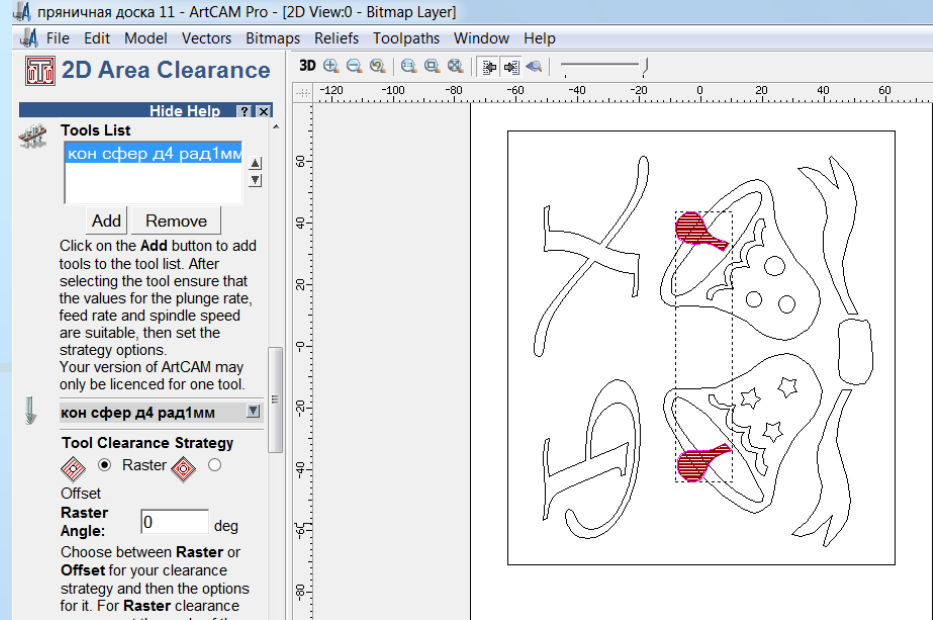 пряничная доска 11 - ArtCAM Pro - [2D View:0 - Bitmap Layer]
File Edit Model Vectors Bitmaps Reliefs Toolpaths Window Help
2D Area Clearance
3D
Hide Help ? X
-120 -100 -80 -60 -40 -20 0 20 40 60
Tools List
кон сфер д4 рад1мм
Add Remove
Click on the Add button to add
tools to the tool list. After
selecting the tool ensure that
the values for the plunge rate,
feed rate and spindle speed
are suitable, then set the
strategy options.
Your version of ArtCAM may
only be licenced for one tool.
кон сфер д4 рад1мм
Tool Clearance Strategy
Raster
Offset
Raster
Angle: 0 deg
Choose between Raster or
Offset for your clearance
strategy and then the options
for it. For Raster clearance
60
40
20
-0
-20
-40
-60
-80